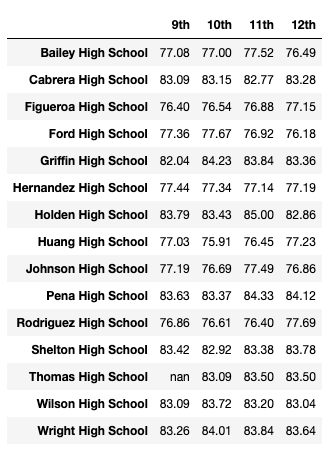 9th 10th 11th 12th
Bailey High School 77.08 77.00 77.52 76.49
Cabrera High School 83.09 83.15 82.77 83.28
Figueroa High School 76.40 76.54 76.88 77.15
Ford High School 77.36 77.67 76.92 76.18
Griffin High School 82.04 84.23 83.84 83.36
Hernandez High School 77.44 77.34 77.14 77.19
Holden High School 83.79 83.43 85.00 82.86
Huang High School 77.03 75.91 76.45 77.23
Johnson High School 77.19 76.69 77.49 76.86
Pena High School 83.63 83.37 84.33 84.12
Rodriguez High School 76.86 76.61 76.40 77.69
Shelton High School 83.42 82.92 83.38 83.78
Thomas High School nan 83.09 83.50 83.50
Wilson High School 83.09 83.72 83.20 83.04
Wright High School 83.26 84.01 83.84 83.64